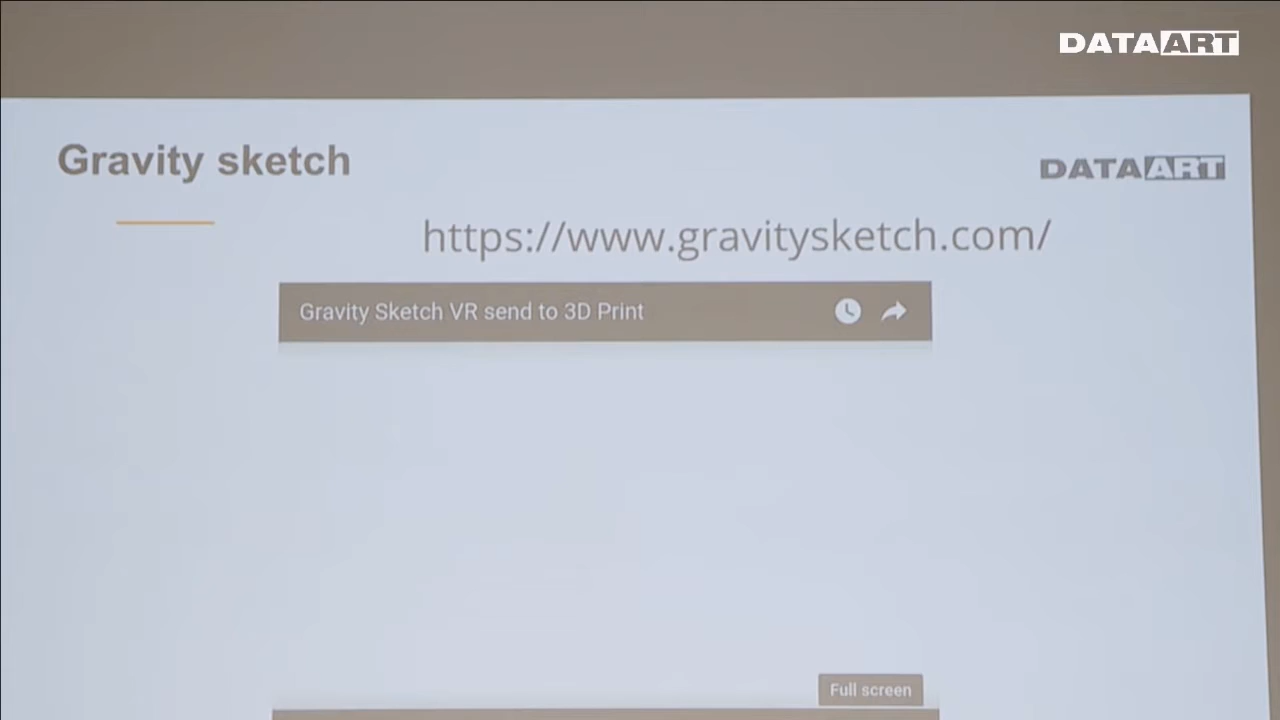 DATAART
Gravity sketch
DATAART
https://www.gravitysketch.com/
Gravity Sketch VR send to 3D Print
Full screen